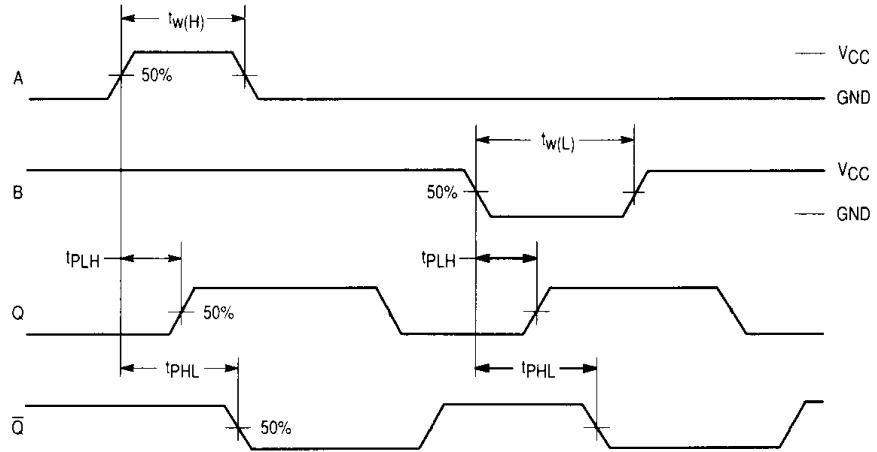 tw(H)
VCC
A
50%
GND
tw(L)
VCC
B
50%
GND
tPLH
tPLH
Q
50%
tPHL
tPHL
Q̅
50%